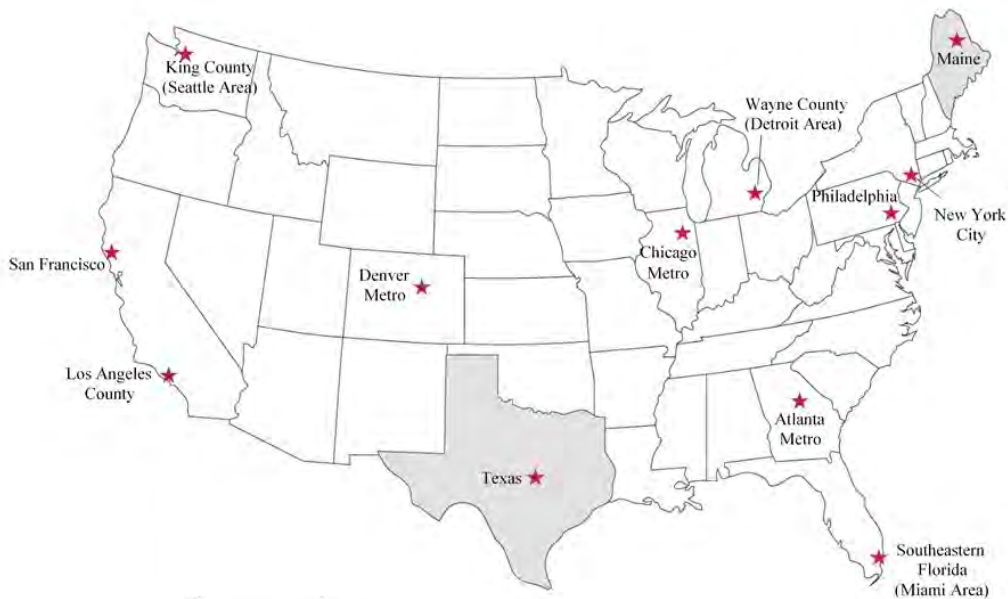 Maine
King County
(Seattle Area)
Wayne County
(Detroit Area)
Philadelphia
New York
City
San Francisco
Denver
Metro
Chicago
Metro
Los Angeles
County
Atlanta
Metro
Texas
Southeastern
Florida
(Miami Area)